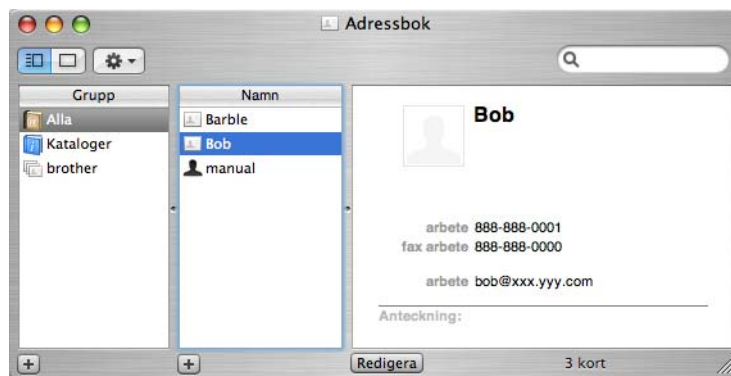 Adressbok
Grupp
Alla
Kataloger
brother
Namn
Barble
Bob
manual
Bob
arbete 888-888-0001
fax arbete 888-888-0000
arbete bob@xxx.yyy.com
Anteckning:
Redigera
3 kort